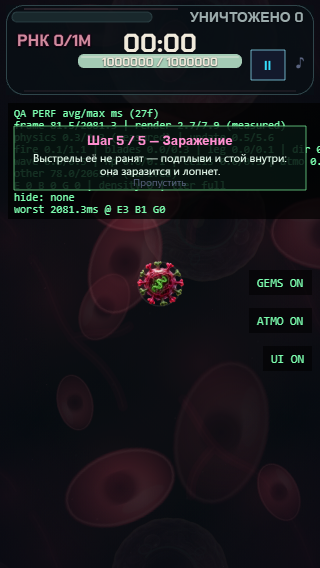 УНИЧТОЖЕНО 0
РНК 0/1М
00:00
1000000 / 1000000
QA PERF avg/max ms (27f)
frame 81.5/2081.3 | render 2.7/7.9 (measured)
Шаг 5 / 5 — Заражение
Выстрелы её не ранят — подплыви и стой внутри:
она заразится и лопнет.
Пропустить
hide: none
worst 2081.3ms @ E3 B1 G0
GEMS ON
ATMO ON
UI ON